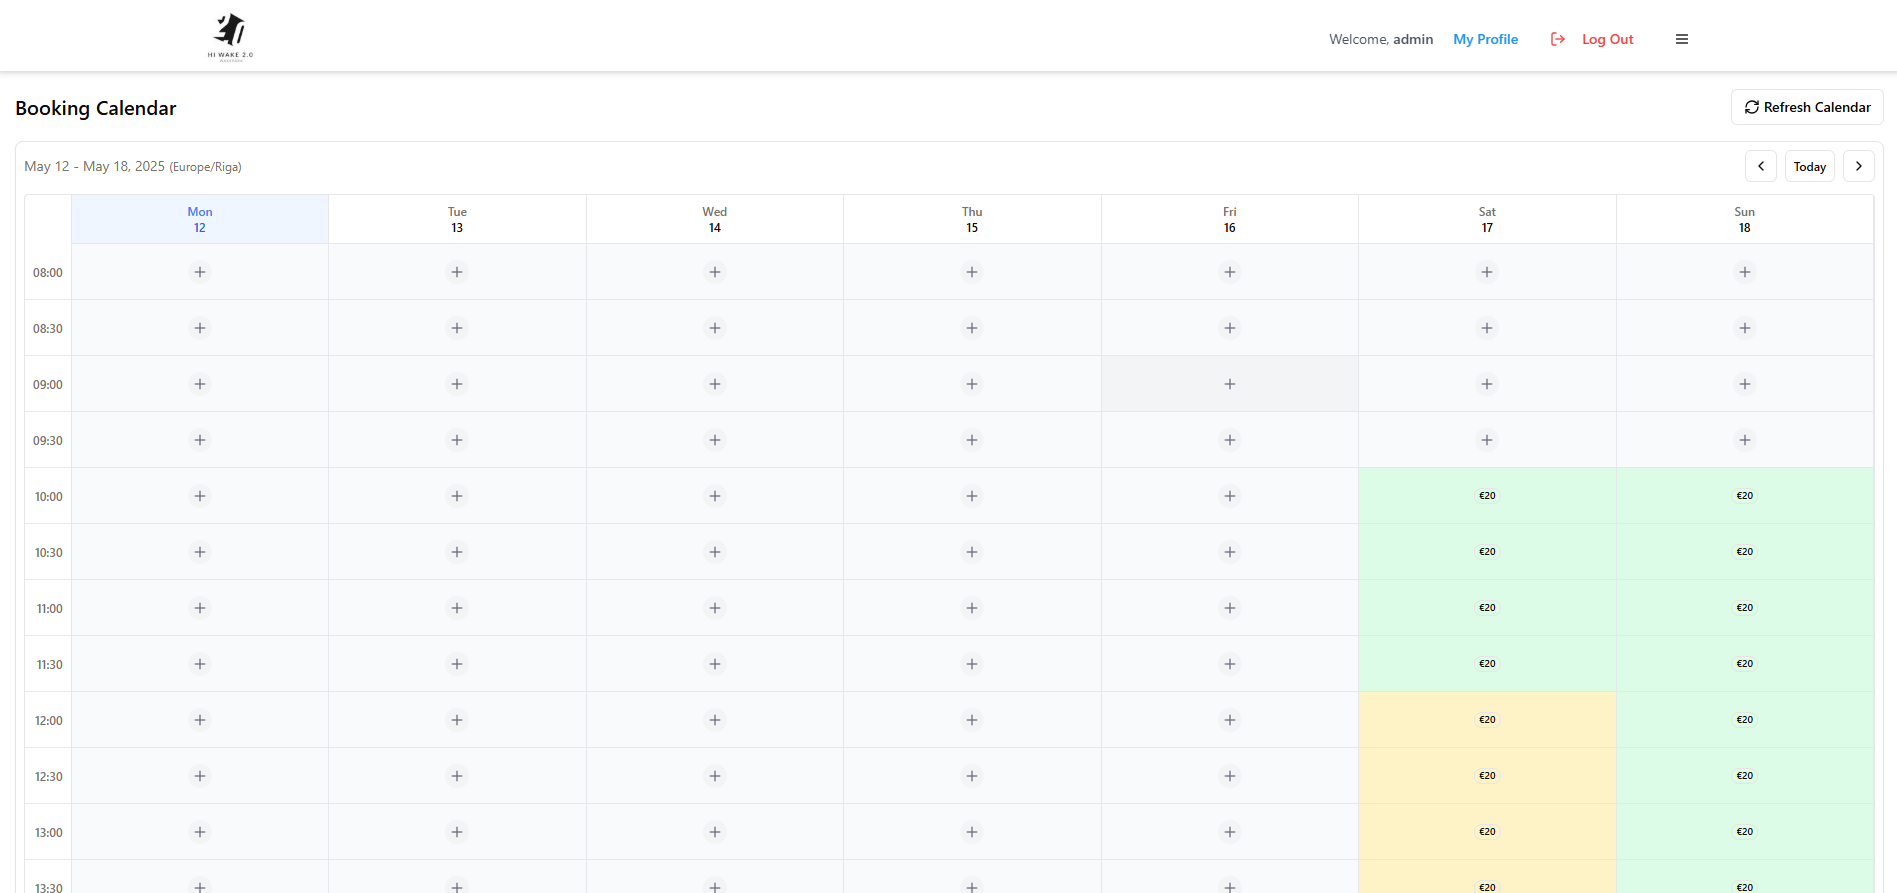 HI WAKE 2.0
Welcome, admin
My Profile
Log Out
Booking Calendar
Refresh Calendar
May 12 - May 18, 2025 (Europe/Riga)
Today
Mon Tue Wed Thu Fri Sat Sun
12 13 14 15 16 17 18
08:00
08:30
09:00
09:30
10:00 €20 €20
10:30 €20 €20
11:00 €20 €20
11:30 €20 €20
12:00 €20 €20
12:30 €20 €20
13:00 €20 €20
13:30 €20 €20